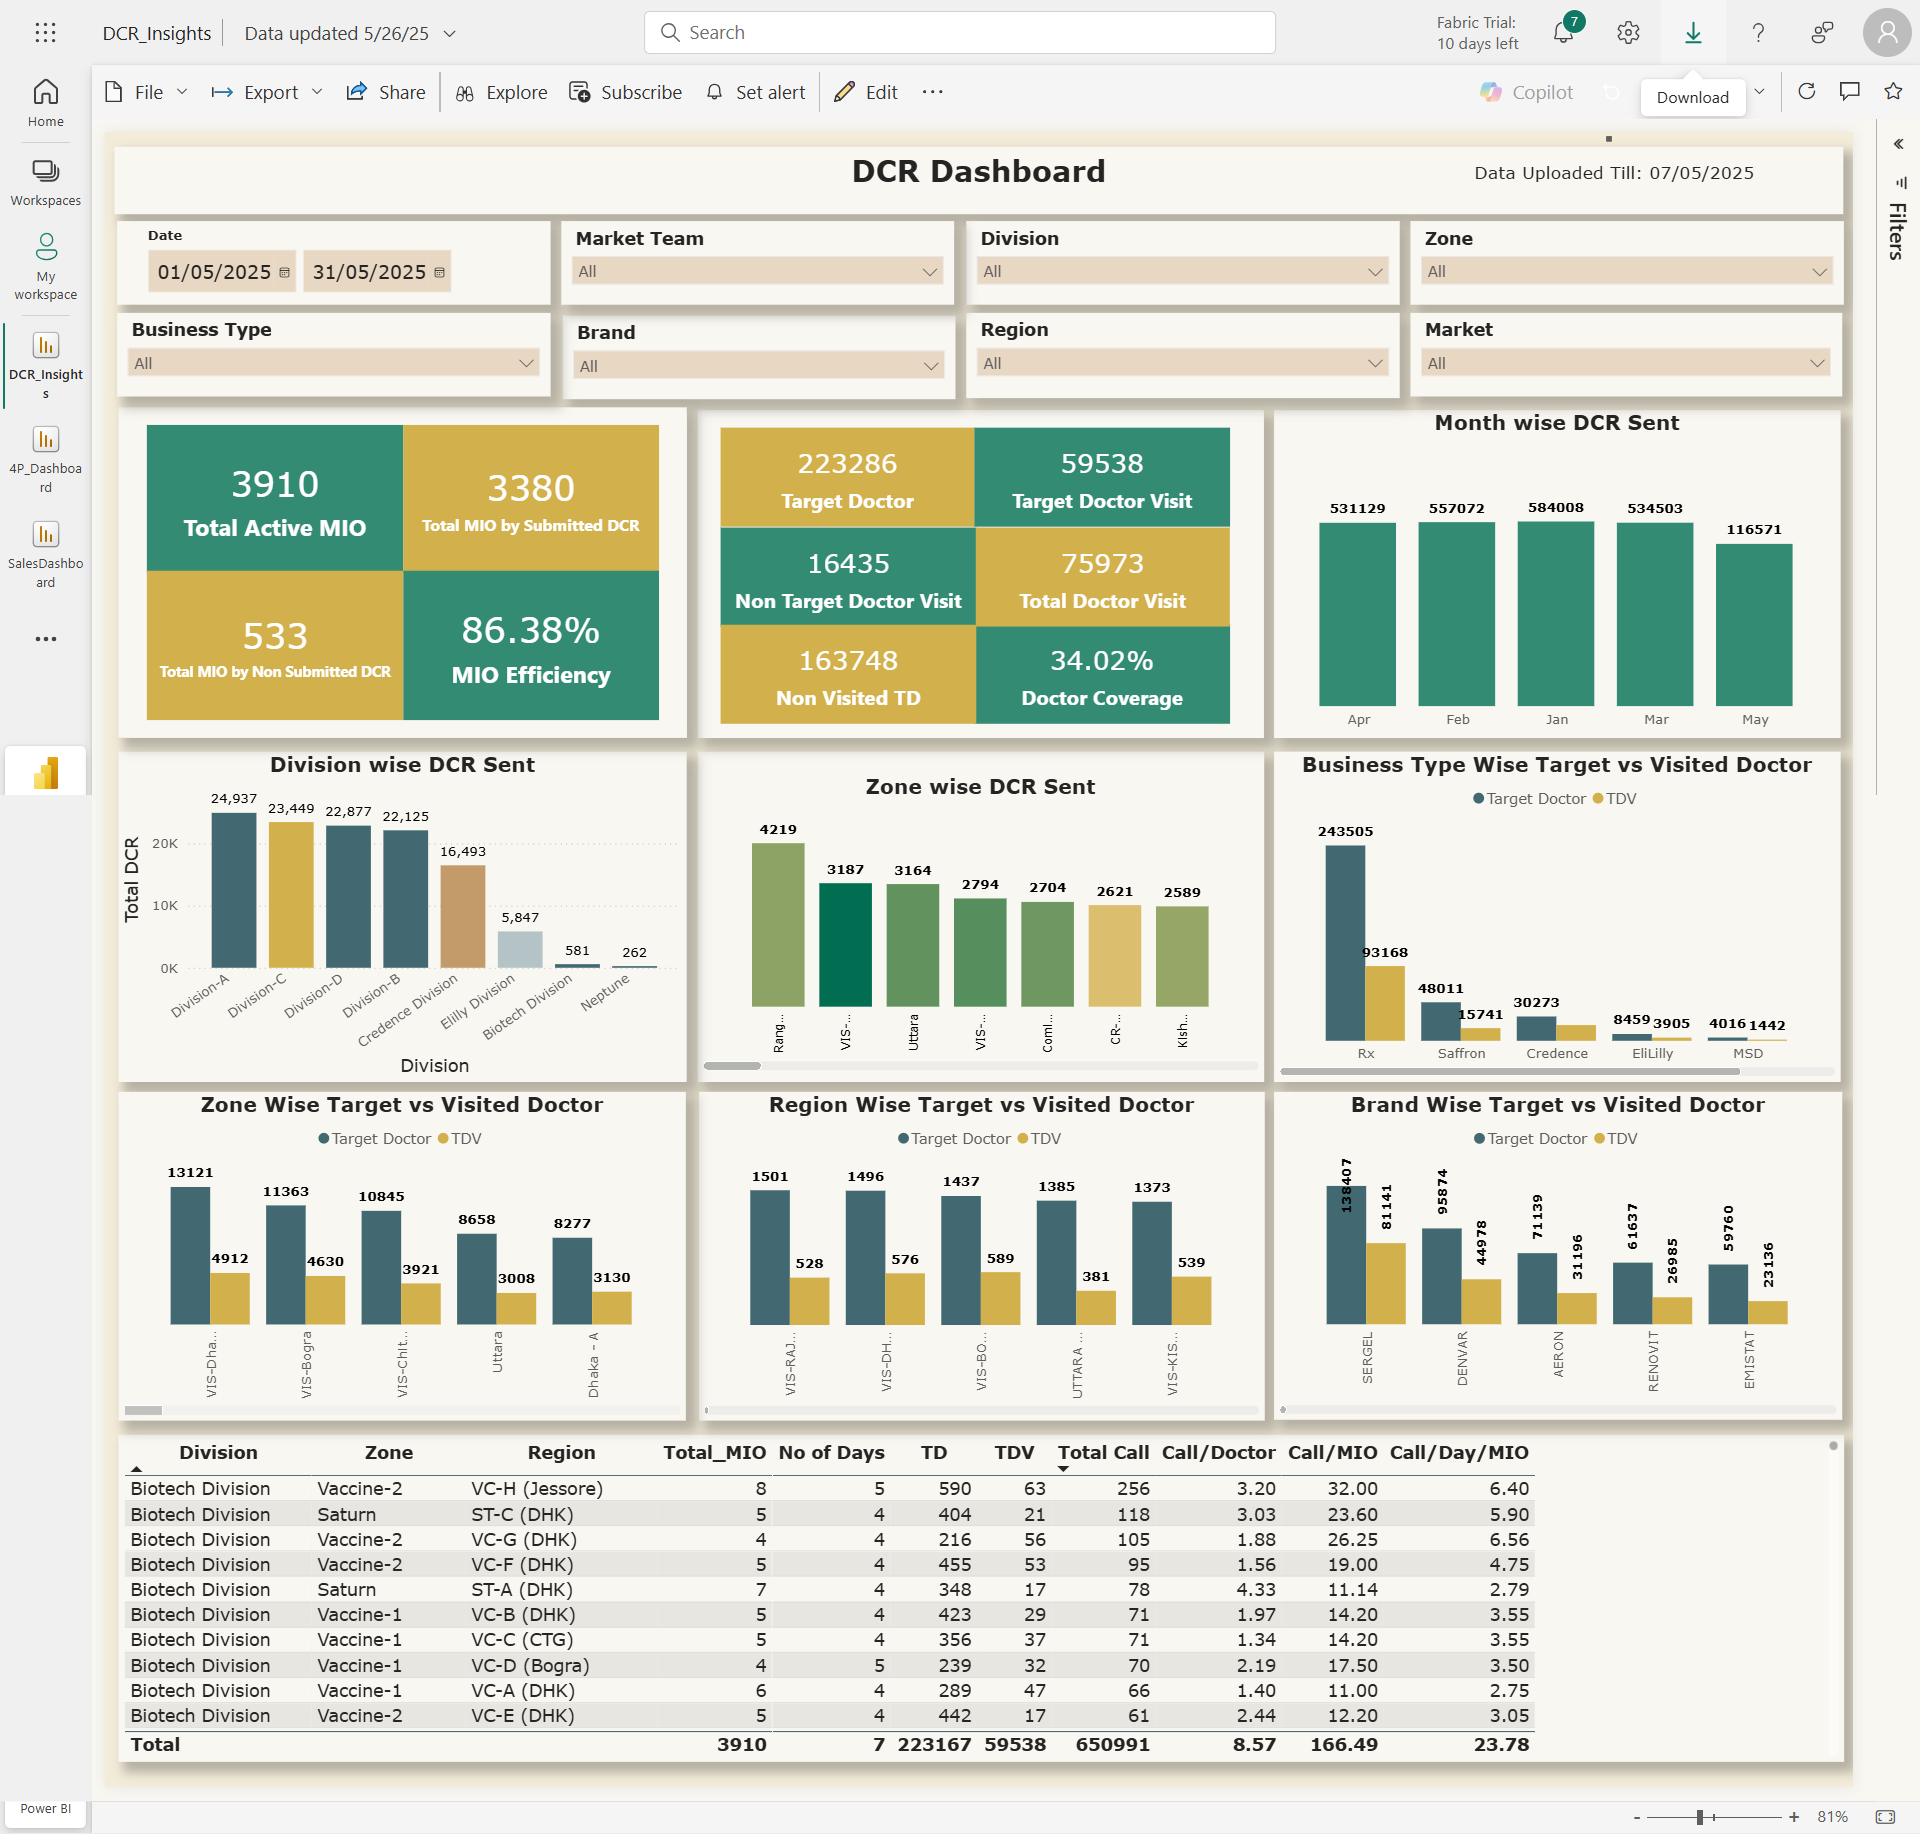 DCR_Insights
Data updated 5/26/25
Search
Fabric Trial:
10 days left
7
Home
Workspaces
My
workspace
DCR_Insight
s
4P_Dashboa
rd
SalesDashbo
ard
Power BI
File
Export
Share
Explore
Subscribe
Set alert
Edit
Copilot
Download
Filters
DCR Dashboard
Data Uploaded Till: 07/05/2025
Date
01/05/2025
31/05/2025
Market Team
All
Division
All
Zone
All
Business Type
All
Brand
All
Region
All
Market
All
3910
Total Active MIO
3380
Total MIO by Submitted DCR
533
Total MIO by Non Submitted DCR
86.38%
MIO Efficiency
223286
Target Doctor
59538
Target Doctor Visit
16435
Non Target Doctor Visit
75973
Total Doctor Visit
163748
Non Visited TD
34.02%
Doctor Coverage
Month wise DCR Sent
531129 557072 584008 534503 116571
Apr Feb Jan Mar May
Division wise DCR Sent
24,937 23,449 22,877 22,125 16,493 5,847 581 262
Total DCR
20K
10K
0K
Division-A Division-C Division-D Division-B Credence Division Elilly Division Biotech Division Neptune
Division
Zone wise DCR Sent
4219 3187 3164 2794 2704 2621 2589
Rang... VIS-... Uttara VIS-... Coml... CR-... Kish...
Business Type Wise Target vs Visited Doctor
Target Doctor TDV
243505 93168 48011 15741 30273 8459 3905 4016 1442
Rx Saffron Credence EliLilly MSD
Zone Wise Target vs Visited Doctor
Target Doctor TDV
13121 4912 11363 4630 10845 3921 8658 3008 8277 3130
VIS-Dha... VIS-Bogra VIS-Chit... Uttara Dhaka - A
Region Wise Target vs Visited Doctor
Target Doctor TDV
1501 528 1496 576 1437 589 1385 381 1373 539
VIS-RAJ... VIS-DH... VIS-BO... UTTARA ... VIS-KIS...
Brand Wise Target vs Visited Doctor
Target Doctor TDV
138407 81141 95874 44978 71139 31196 61637 26985 59760 23136
SERGEL DENVAR AERON RENOVIT EMISTAT
Division Zone Region Total_MIO No of Days TD TDV Total Call Call/Doctor Call/MIO Call/Day/MIO
Biotech Division Vaccine-2 VC-H (Jessore) 8 5 590 63 256 3.20 32.00 6.40
Biotech Division Saturn ST-C (DHK) 5 4 404 21 118 3.03 23.60 5.90
Biotech Division Vaccine-2 VC-G (DHK) 4 4 216 56 105 1.88 26.25 6.56
Biotech Division Vaccine-2 VC-F (DHK) 5 4 455 53 95 1.56 19.00 4.75
Biotech Division Saturn ST-A (DHK) 7 4 348 17 78 4.33 11.14 2.79
Biotech Division Vaccine-1 VC-B (DHK) 5 4 423 29 71 1.97 14.20 3.55
Biotech Division Vaccine-1 VC-C (CTG) 5 4 356 37 71 1.34 14.20 3.55
Biotech Division Vaccine-1 VC-D (Bogra) 4 5 239 32 70 2.19 17.50 3.50
Biotech Division Vaccine-1 VC-A (DHK) 6 4 289 47 66 1.40 11.00 2.75
Biotech Division Vaccine-2 VC-E (DHK) 5 4 442 17 61 2.44 12.20 3.05
Total 3910 7 223167 59538 650991 8.57 166.49 23.78
- + 81%